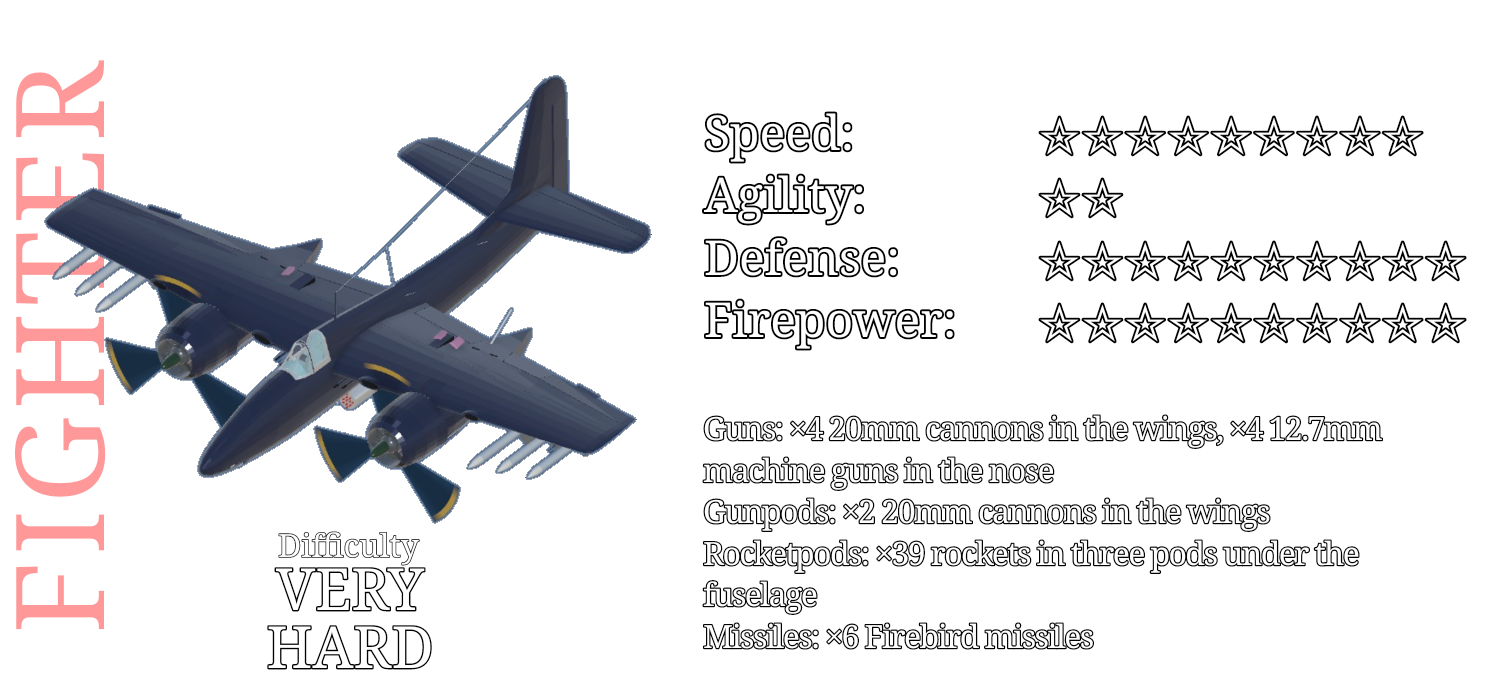 FIGHTER
Difficulty
VERY
HARD
Speed: ☆☆☆☆☆☆☆☆☆
Agility: ☆☆
Defense: ☆☆☆☆☆☆☆☆☆☆
Firepower: ☆☆☆☆☆☆☆☆☆☆
Guns: ×4 20mm cannons in the wings, ×4 12.7mm
machine guns in the nose
Gunpods: ×2 20mm cannons in the wings
Rocketpods: ×39 rockets in three pods under the
fuselage
Missiles: ×6 Firebird missiles